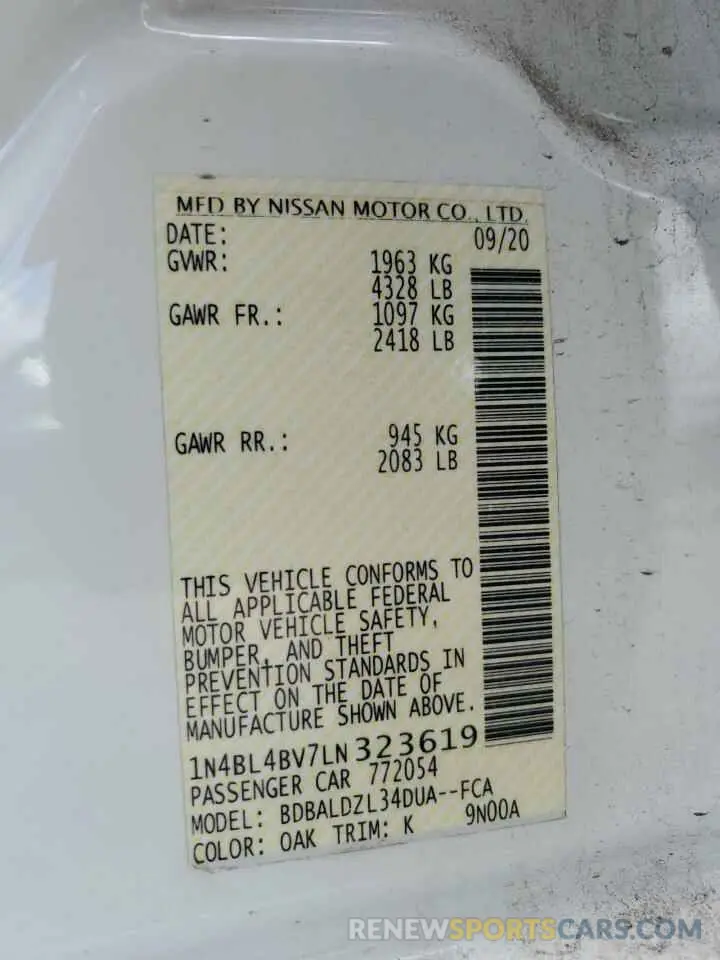 MFD BY NISSAN MOTOR CO., LTD.
DATE: 09/20
GVWR: 1963 KG
4328 LB
GAWR FR.: 1097 KG
2418 LB
GAWR RR.: 945 KG
2083 LB
THIS VEHICLE CONFORMS TO
ALL APPLICABLE FEDERAL
MOTOR VEHICLE SAFETY,
BUMPER, AND THEFT
PREVENTION STANDARDS IN
EFFECT ON THE DATE OF
MANUFACTURE SHOWN ABOVE.
1N4BL4BV7LN323619
PASSENGER CAR 772054
MODEL: BDBALDZL34DUA--FCA
COLOR: QAK TRIM: K 9N00A
RENEWSPORTSCARS.COM